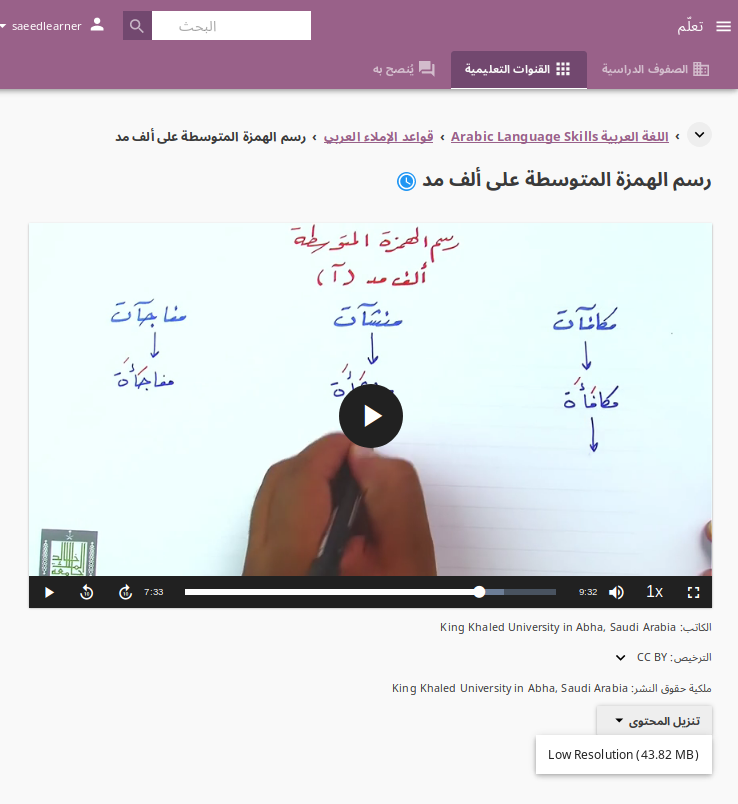 تعلّم
البحث
saeedlearner
الصفوف الدراسية
القنوات التعليمية
يُنصح به
اللغة العربية Arabic Language Skills › قواعد الإملاء العربي › رسم الهمزة المتوسطة على ألف مد
رسم الهمزة المتوسطة على ألف مد
رسم الهمزة المتوسطة
ألف مد (آ)
مكافآت منشآت مفاجآت
مكافأة مفاجأة
7:33
9:32
1x
الكاتب: King Khaled University in Abha, Saudi Arabia
الترخيص: CC BY
ملكية حقوق النشر: King Khaled University in Abha, Saudi Arabia
تنزيل المحتوى
Low Resolution (43.82 MB)